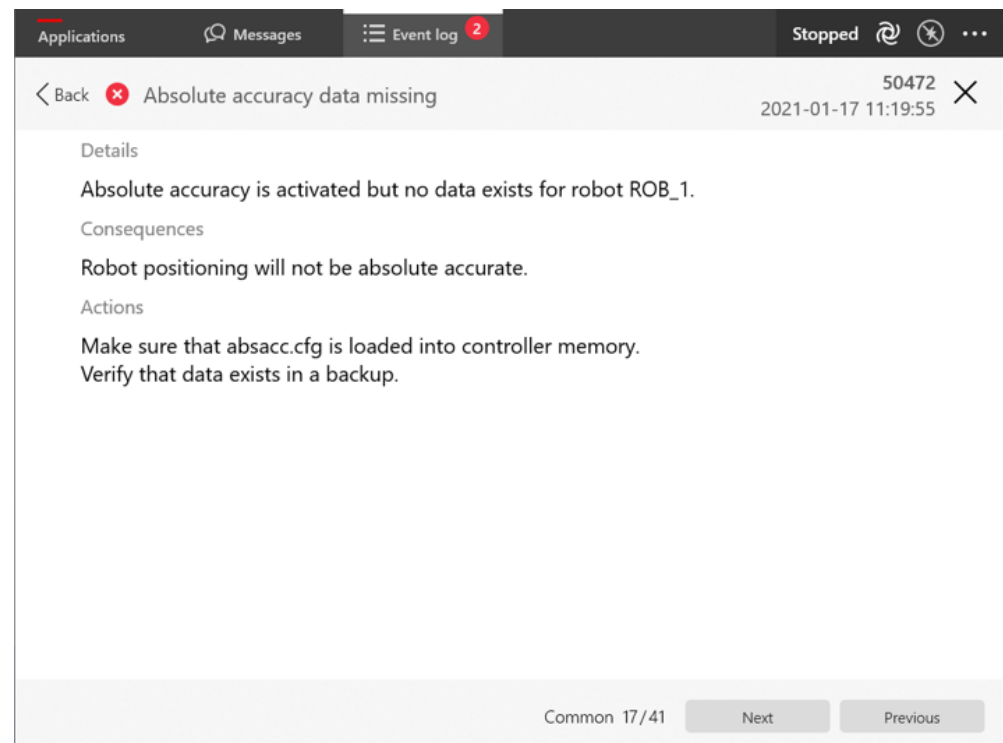 Applications Messages Event log 2 Stopped
Back Absolute accuracy data missing 50472
2021-01-17 11:19:55
Details
Absolute accuracy is activated but no data exists for robot ROB_1.
Consequences
Robot positioning will not be absolute accurate.
Actions
Make sure that absacc.cfg is loaded into controller memory.
Verify that data exists in a backup.
Common 17/41 Next Previous